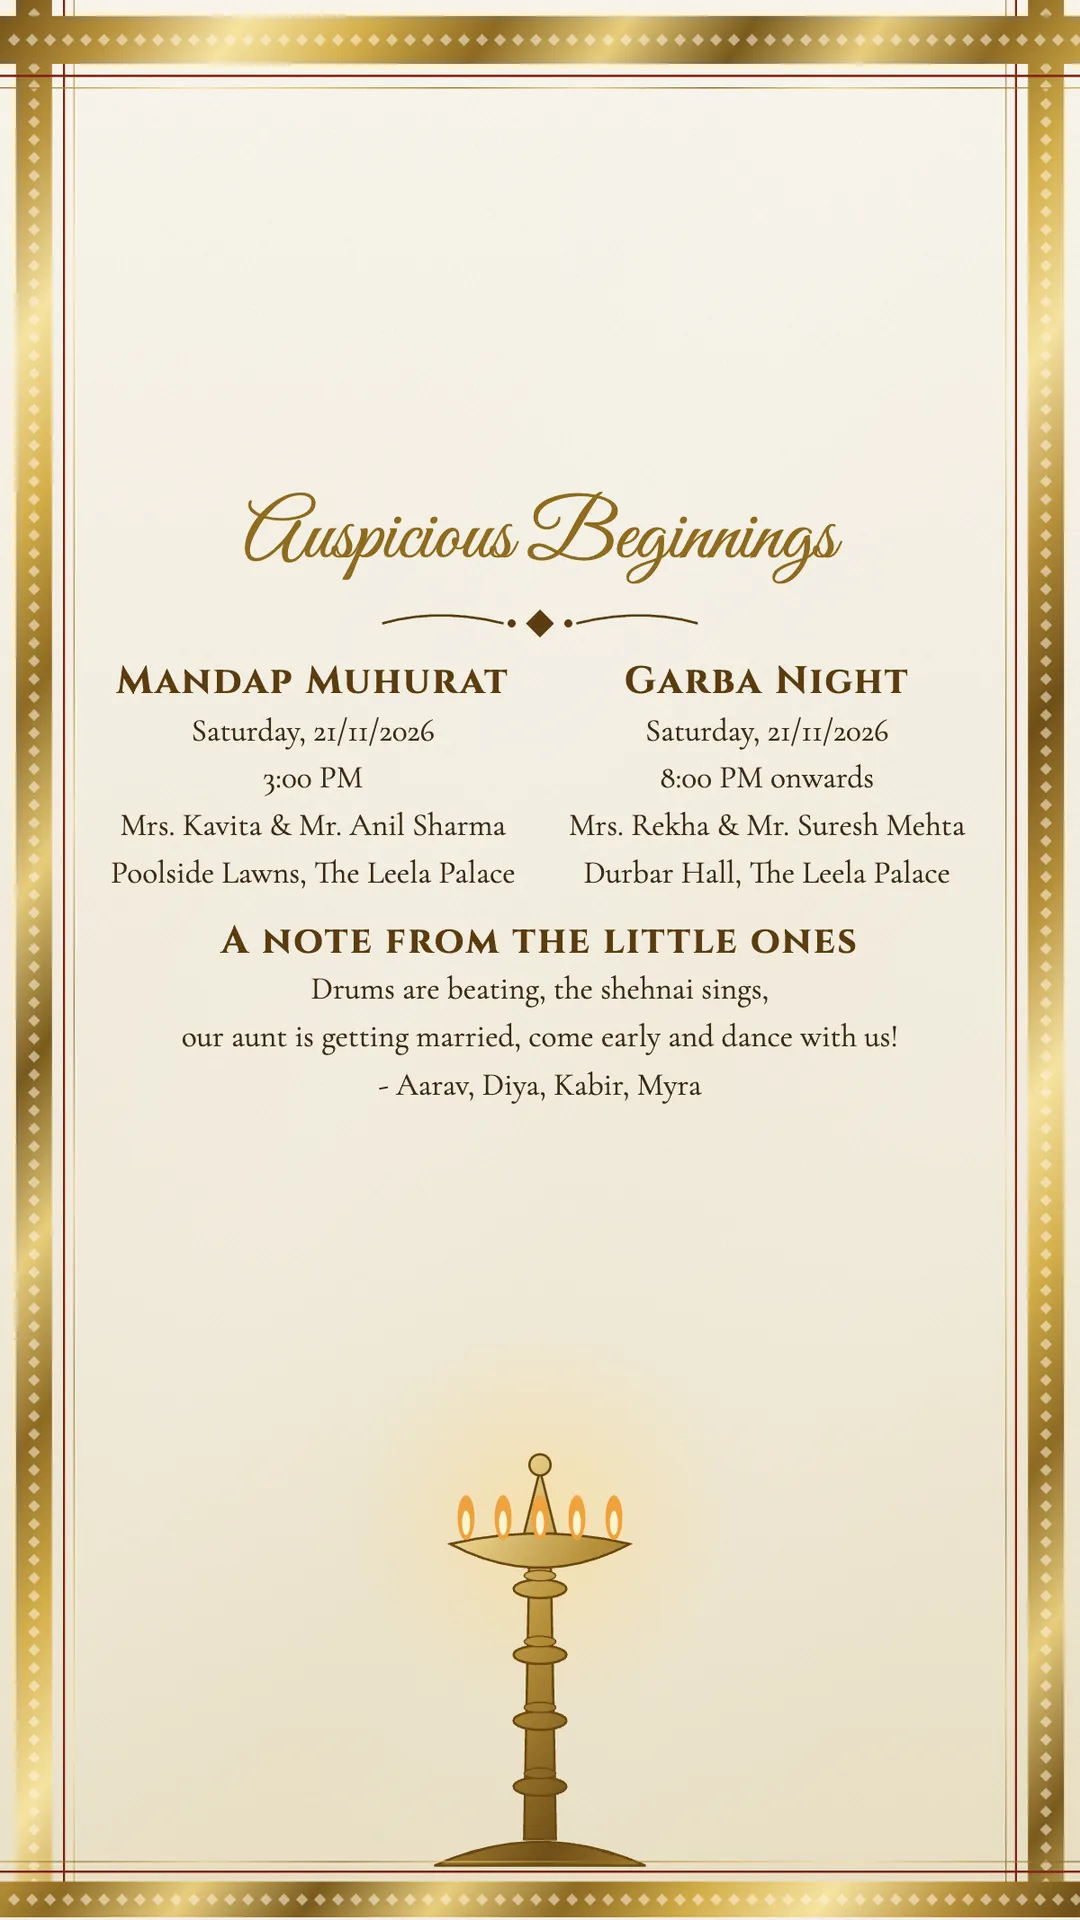 Auspicious Beginnings
Mandap Muhurat
Saturday, 21/11/2026
3:00 PM
Mrs. Kavita & Mr. Anil Sharma
Poolside Lawns, The Leela Palace
Garba Night
Saturday, 21/11/2026
8:00 PM onwards
Mrs. Rekha & Mr. Suresh Mehta
Durbar Hall, The Leela Palace
A note from the little ones
Drums are beating, the shehnai sings,
our aunt is getting married, come early and dance with us!
- Aarav, Diya, Kabir, Myra